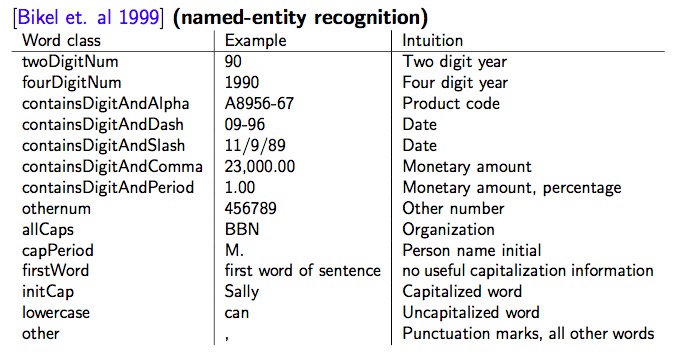 [Bikel et. al 1999] (named-entity recognition)
Word class Example Intuition
twoDigitNum 90 Two digit year
fourDigitNum 1990 Four digit year
containsDigitAndAlpha A8956-67 Product code
containsDigitAndDash 09-96 Date
containsDigitAndSlash 11/9/89 Date
containsDigitAndComma 23,000.00 Monetary amount
containsDigitAndPeriod 1.00 Monetary amount, percentage
othernum 456789 Other number
allCaps BBN Organization
capPeriod M. Person name initial
firstWord first word of sentence no useful capitalization information
initCap Sally Capitalized word
lowercase can Uncapitalized word
other , Punctuation marks, all other words